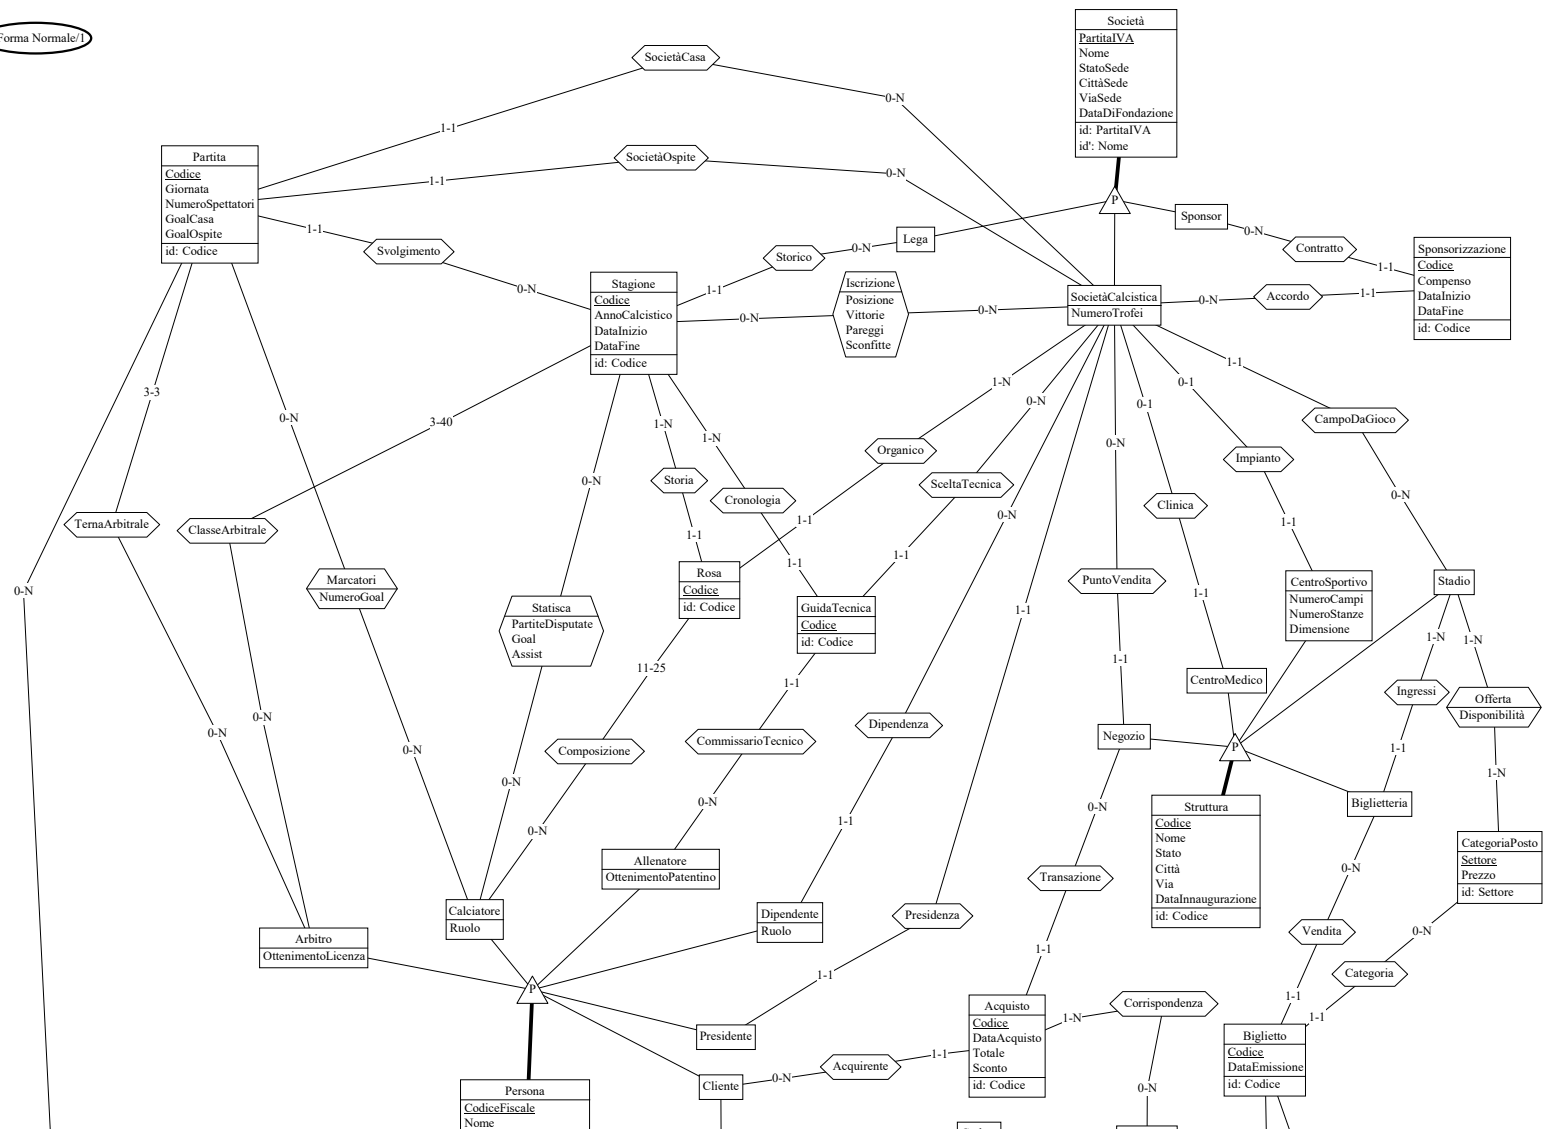 Forma Normale/1
Società
PartitaIVA
Nome
StatoSede
CittàSede
ViaSede
DataDiFondazione
id: PartitaIVA
id': Nome
SocietàCasa
0-N
1-1
Partita
Codice
Giornata
NumeroSpettatori
GoalCasa
GoalOspite
id: Codice
SocietàOspite
0-N
1-1
P
Sponsor
0-N
Contratto
1-1
Sponsorizzazione
Codice
Compenso
DataInizio
DataFine
id: Codice
1-1
Svolgimento
0-N
Lega
0-N
Storico
1-1
Stagione
Codice
AnnoCalcistico
DataInizio
DataFine
id: Codice
Iscrizione
Posizione
Vittorie
Pareggi
Sconfitte
0-N
0-N
SocietàCalcistica
NumeroTrofei
0-N
Accordo
1-1
3-3
0-N
3-40
1-N
1-N
1-N
0-N
0-N
0-1
0-1
1-1
CampoDaGioco
Organico
Impianto
0-N
Storia
Cronologia
SceltaTecnica
0-N
Clinica
0-N
TernaArbitrale
ClasseArbitrale
1-1
1-1
1-1
1-1
1-1
0-N
Marcatori
NumeroGoal
Statisca
PartiteDisputate
Goal
Assist
Rosa
Codice
id: Codice
GuidaTecnica
Codice
id: Codice
1-1
PuntoVendita
1-1
CentroSportivo
NumeroCampi
NumeroStanze
Dimensione
Stadio
1-N
1-N
11-25
1-1
1-1
CentroMedico
Ingressi
Offerta
Disponibilità
0-N
0-N
0-N
Composizione
CommissarioTecnico
Dipendenza
Negozio
P
1-1
1-N
0-N
0-N
0-N
1-1
0-N
Struttura
Codice
Nome
Stato
Città
Via
DataInnaugurazione
id: Codice
Biglietteria
CategoriaPosto
Settore
Prezzo
id: Settore
Allenatore
OttenimentoPatentino
Transazione
0-N
Calciatore
Ruolo
Dipendente
Ruolo
Presidenza
Vendita
0-N
Arbitro
OttenimentoLicenza
1-1
1-1
Categoria
P
1-1
1-1
Presidente
Acquisto
Codice
DataAcquisto
Totale
Sconto
id: Codice
1-N
Corrispondenza
Biglietto
Codice
DataEmissione
id: Codice
Cliente
0-N
Acquirente
1-1
0-N
Persona
CodiceFiscale
Nome